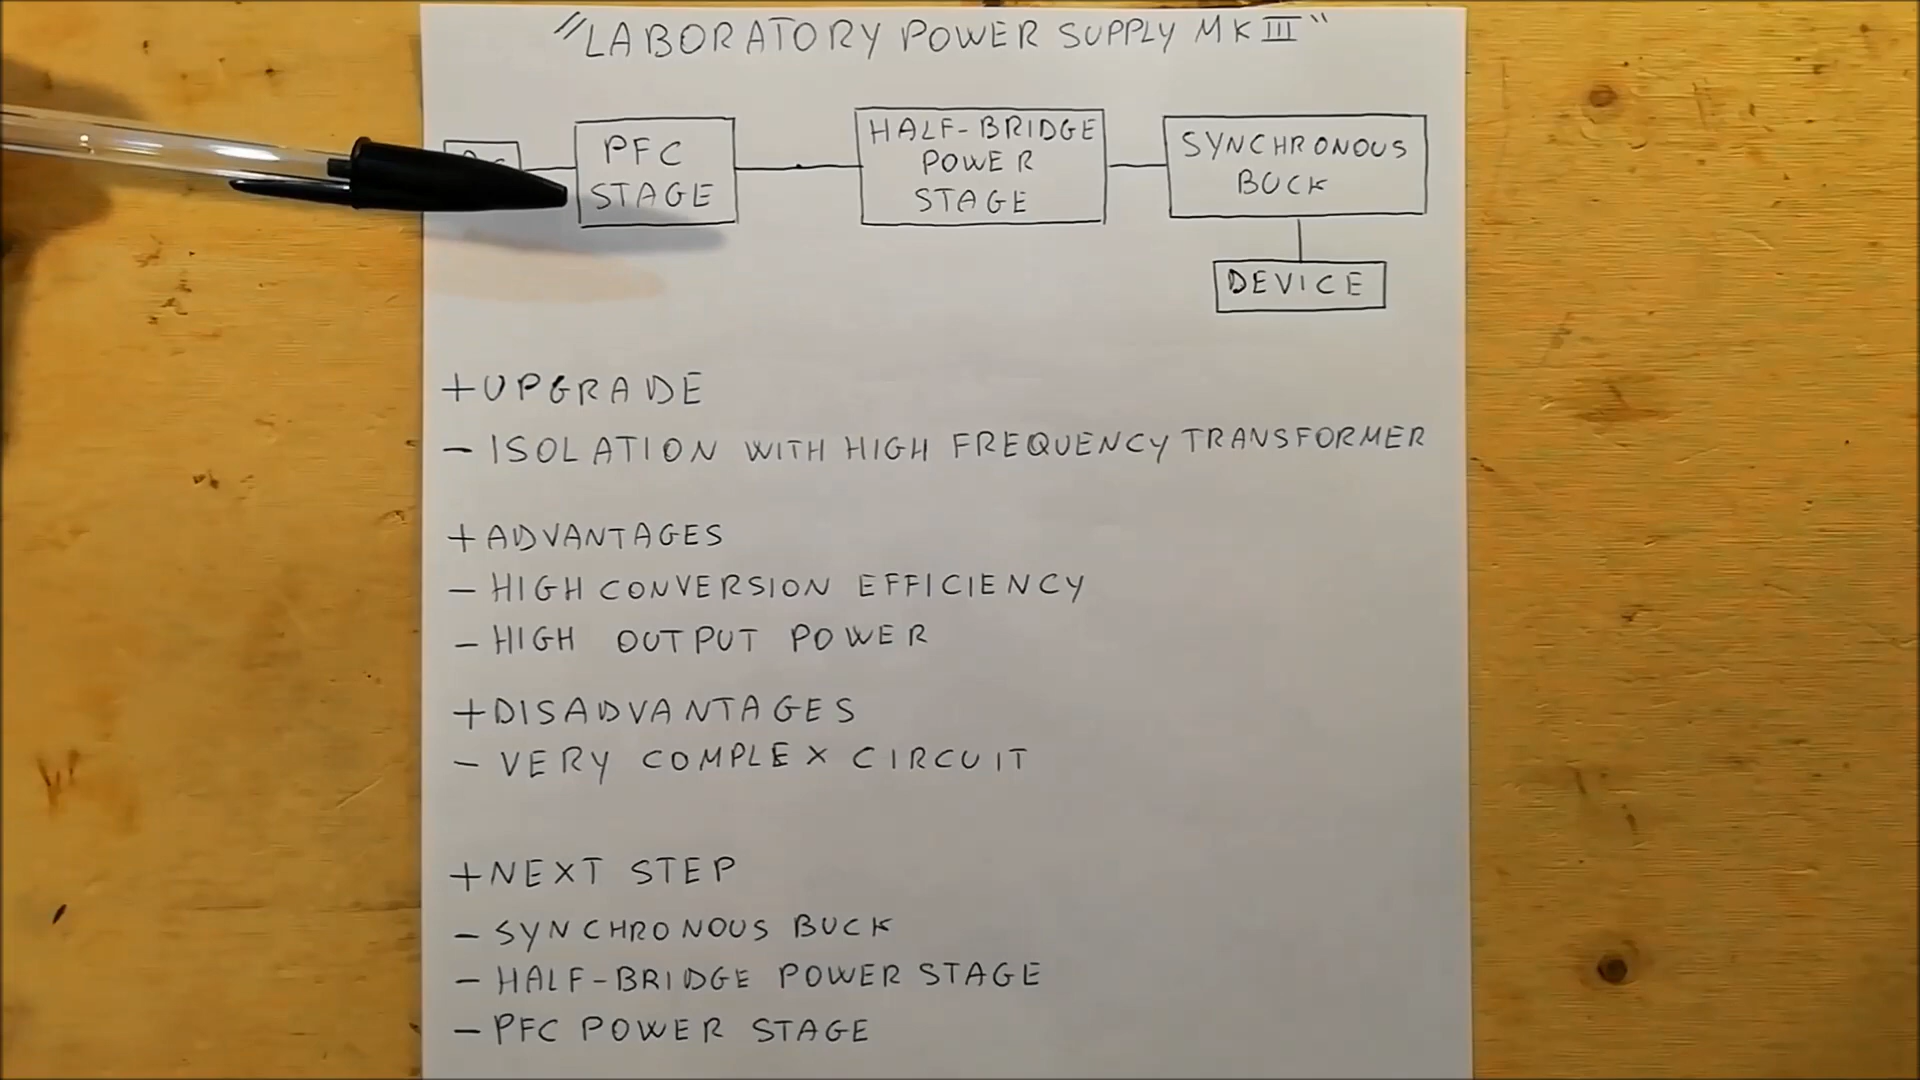 "LABORATORY POWER SUPPLY MK III"
PFC
STAGE
HALF-BRIDGE
POWER
STAGE
SYNCHRONOUS
BUCK
DEVICE
+UPGRADE
- ISOLATION WITH HIGH FREQUENCY TRANSFORMER
+ADVANTAGES
- HIGH CONVERSION EFFICIENCY
- HIGH OUTPUT POWER
+DISADVANTAGES
- VERY COMPLEX CIRCUIT
+NEXT STEP
- SYNCHRONOUS BUCK
- HALF-BRIDGE POWER STAGE
- PFC POWER STAGE